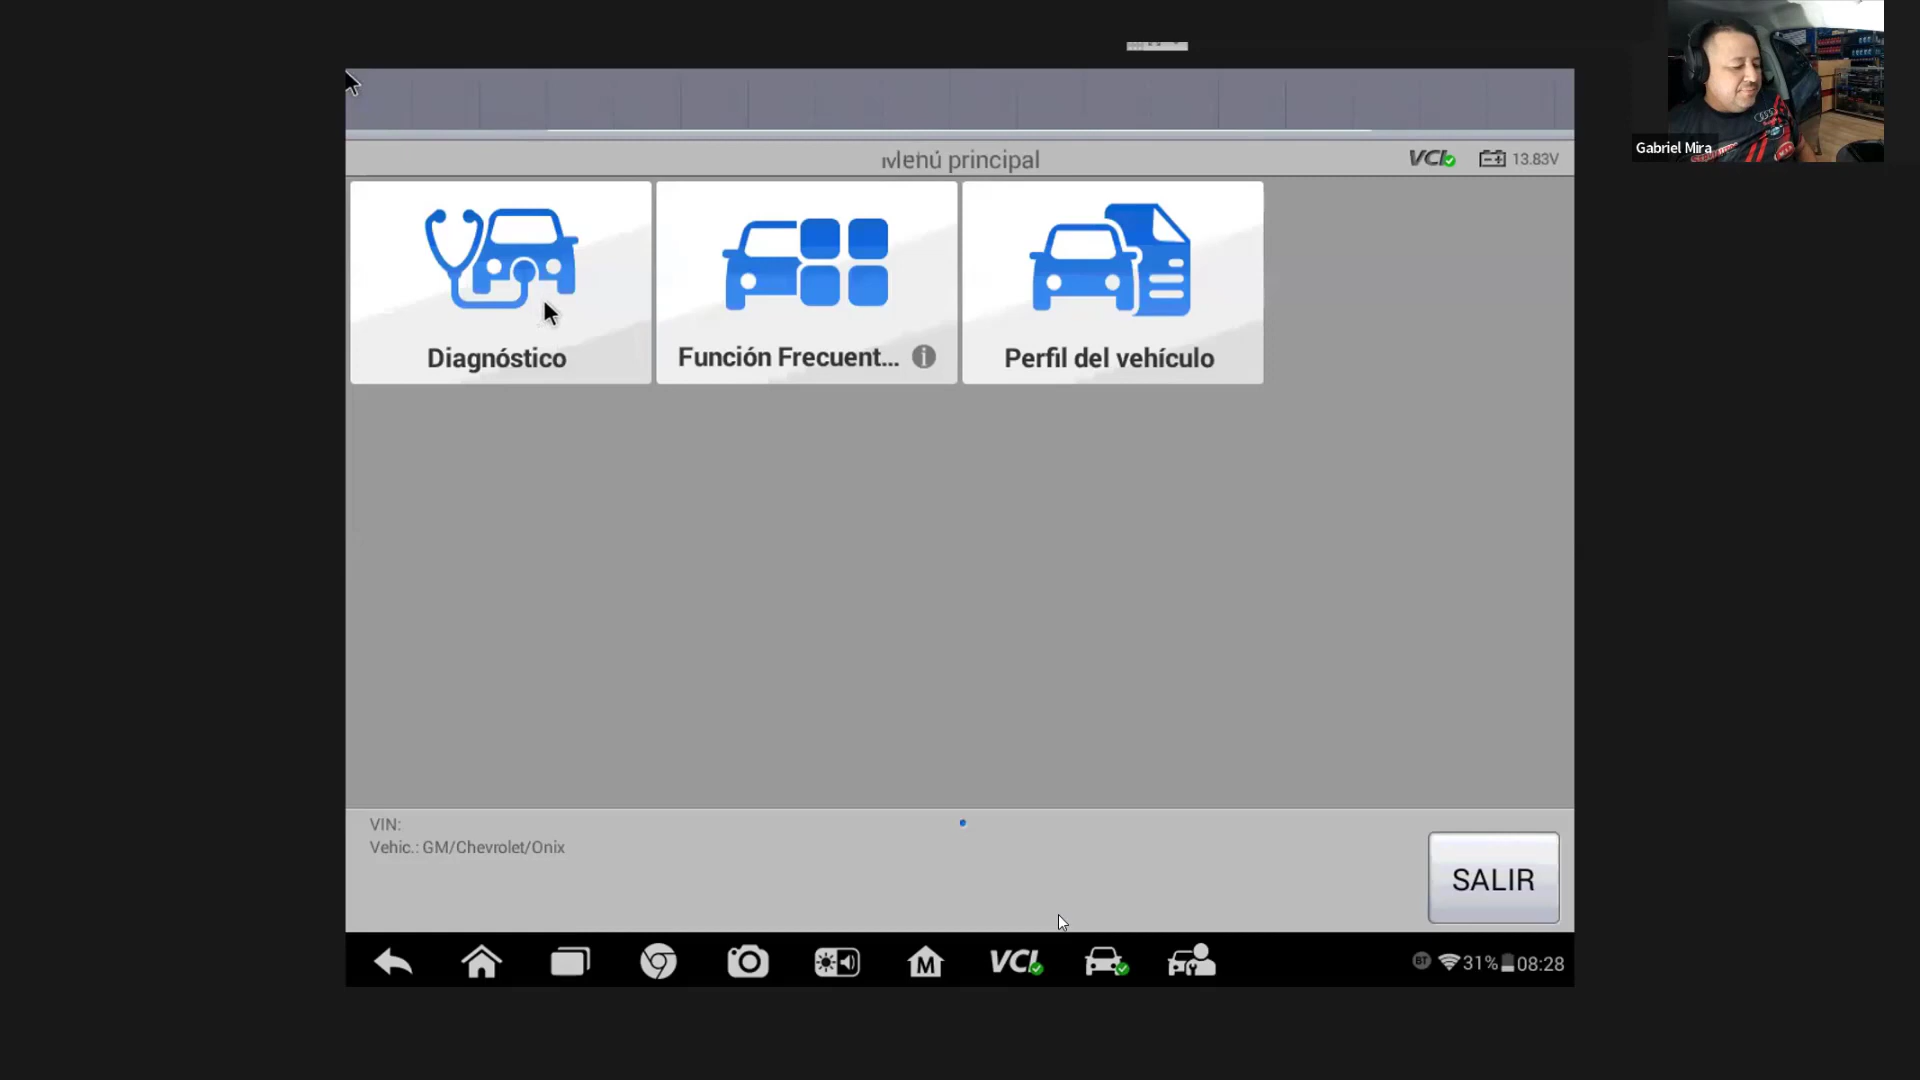 Gabriel Mira
Menú principal
VCI
13.83V
Diagnóstico
Función Frecuent...
Perfil del vehículo
VIN:
Vehic.: GM/Chevrolet/Onix
SALIR
M
VCI
BT
31%
08:28